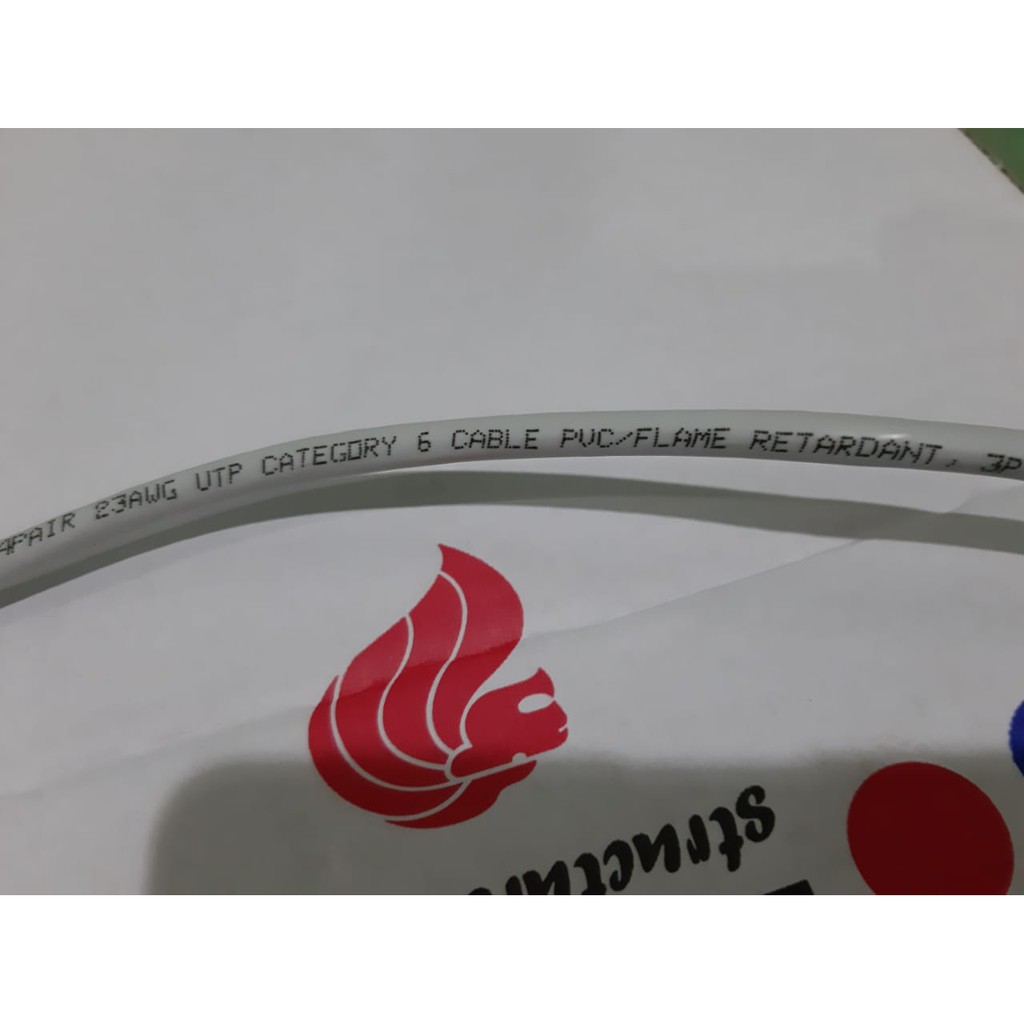 4PAIR 23AWG UTP CATEGORY 6 CABLE PVC/FLAME RETARDANT, 3P
structur